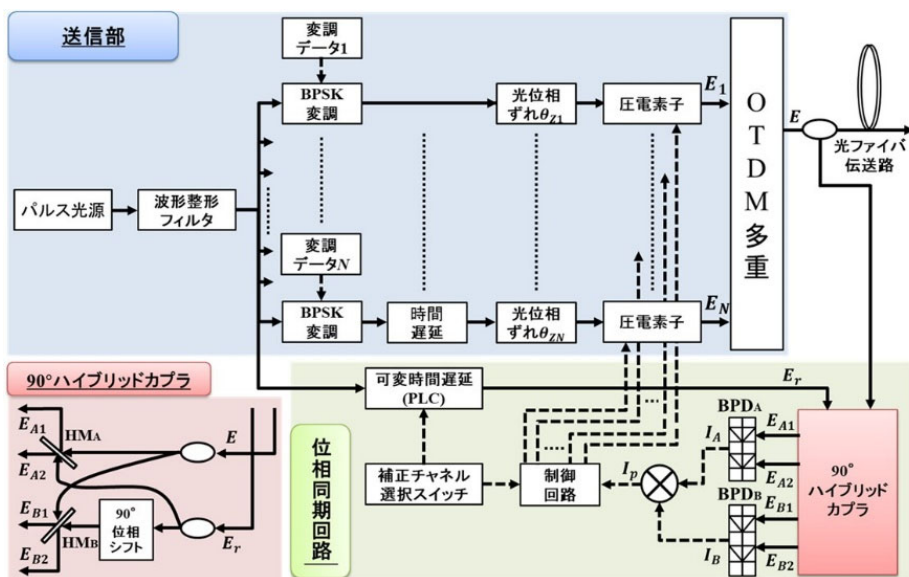 送信部
変調
データ1
BPSK
変調
光位相
ずれθZ1
圧電素子
E1
OTDM多重
E
光ファイバ
伝送路
パルス光源
波形整形
フィルタ
変調
データN
BPSK
変調
時間
遅延
光位相
ずれθZN
圧電素子
EN
90°ハイブリッドカプラ
EA1
HMA
EA2
E
EB1
HMB
EB2
90°
位相
シフト
Er
位相同期回路
可変時間遅延
(PLC)
Er
補正チャネル
選択スイッチ
制御
回路
Ip
IA
IB
BPDA
BPDB
EA1
EA2
EB1
EB2
90°
ハイブリッド
カプラ